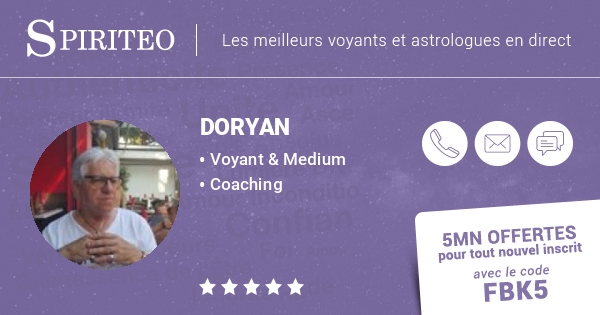 SPIRITEO
Les meilleurs voyants et astrologues en direct
DORYAN
• Voyant & Medium
• Coaching
5MN OFFERTES
pour tout nouvel inscrit
avec le code
FBK5